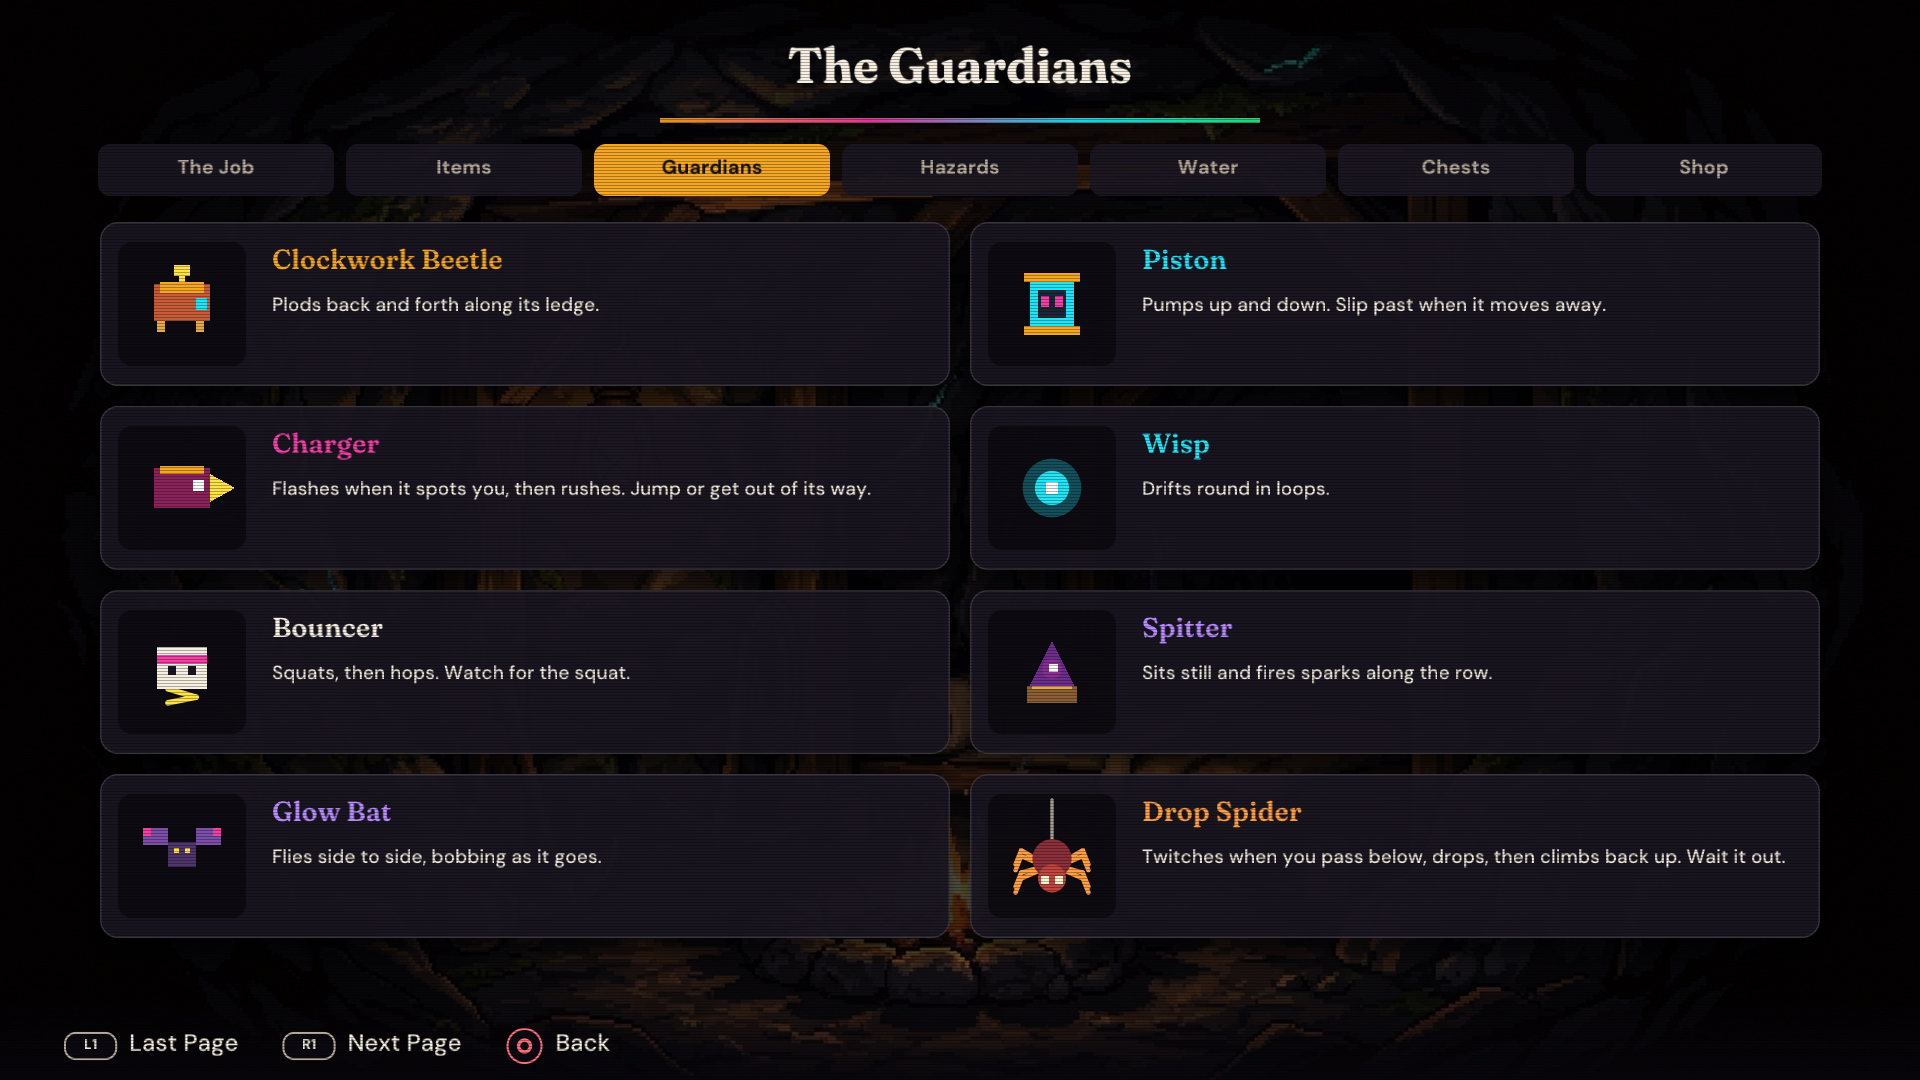 The Guardians
The Job
Items
Guardians
Hazards
Water
Chests
Shop
Clockwork Beetle
Plods back and forth along its ledge.
Piston
Pumps up and down. Slip past when it moves away.
Charger
Flashes when it spots you, then rushes. Jump or get out of its way.
Wisp
Drifts round in loops.
Bouncer
Squats, then hops. Watch for the squat.
Spitter
Sits still and fires sparks along the row.
Glow Bat
Flies side to side, bobbing as it goes.
Drop Spider
Twitches when you pass below, drops, then climbs back up. Wait it out.
L1 Last Page
R1 Next Page
Back